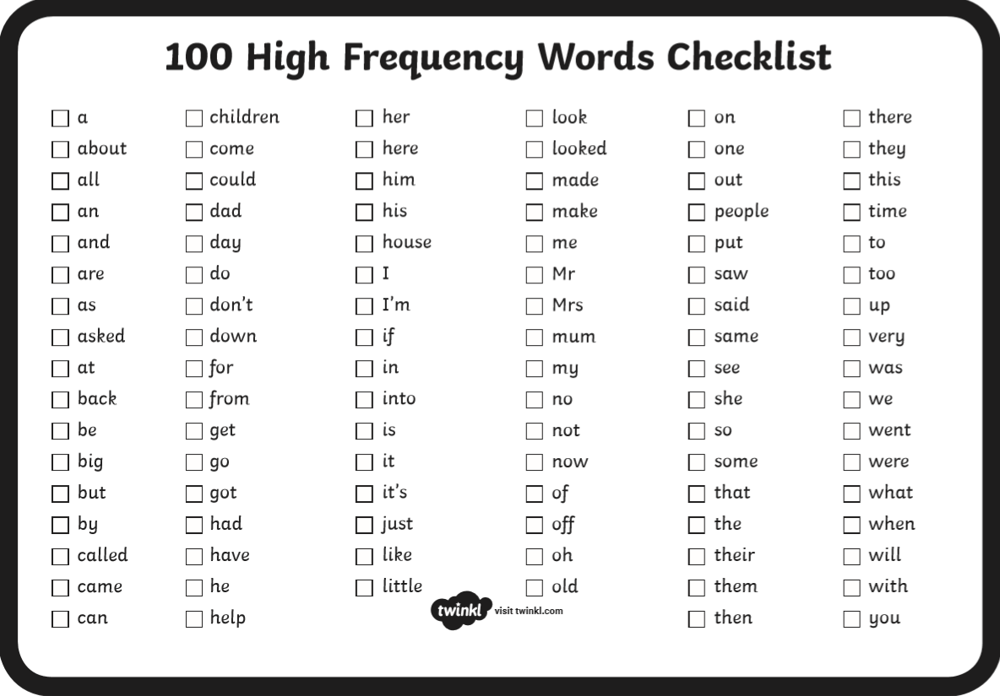 100 High Frequency Words Checklist
a
about
all
an
and
are
as
asked
at
back
be
big
but
by
called
came
can
children
come
could
dad
day
do
don't
down
for
from
get
go
got
had
have
he
help
her
here
him
his
house
I
I'm
if
in
into
is
it
it's
just
like
little
look
looked
made
make
me
Mr
Mrs
mum
my
no
not
now
of
off
oh
old
on
one
out
people
put
saw
said
same
see
she
so
some
that
the
their
them
then
there
they
this
time
to
too
up
very
was
we
went
were
what
when
will
with
you
twinkl visit twinkl.com